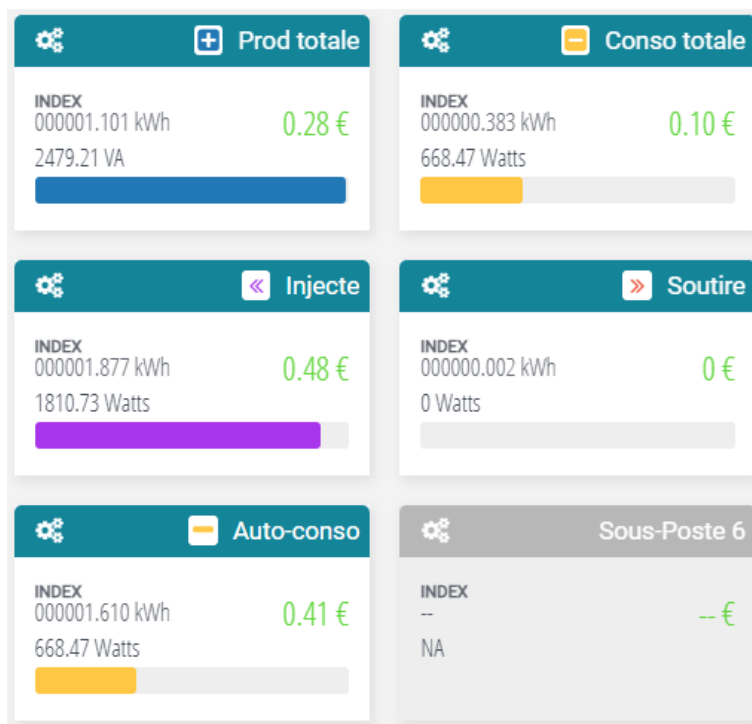 Prod totale
INDEX
000001.101 kWh
0.28 €
2479.21 VA
Conso totale
INDEX
000000.383 kWh
0.10 €
668.47 Watts
Injecte
INDEX
000001.877 kWh
0.48 €
1810.73 Watts
Soutire
INDEX
000000.002 kWh
0 €
0 Watts
Auto-conso
INDEX
000001.610 kWh
0.41 €
668.47 Watts
Sous-Poste 6
INDEX
--
-- €
NA